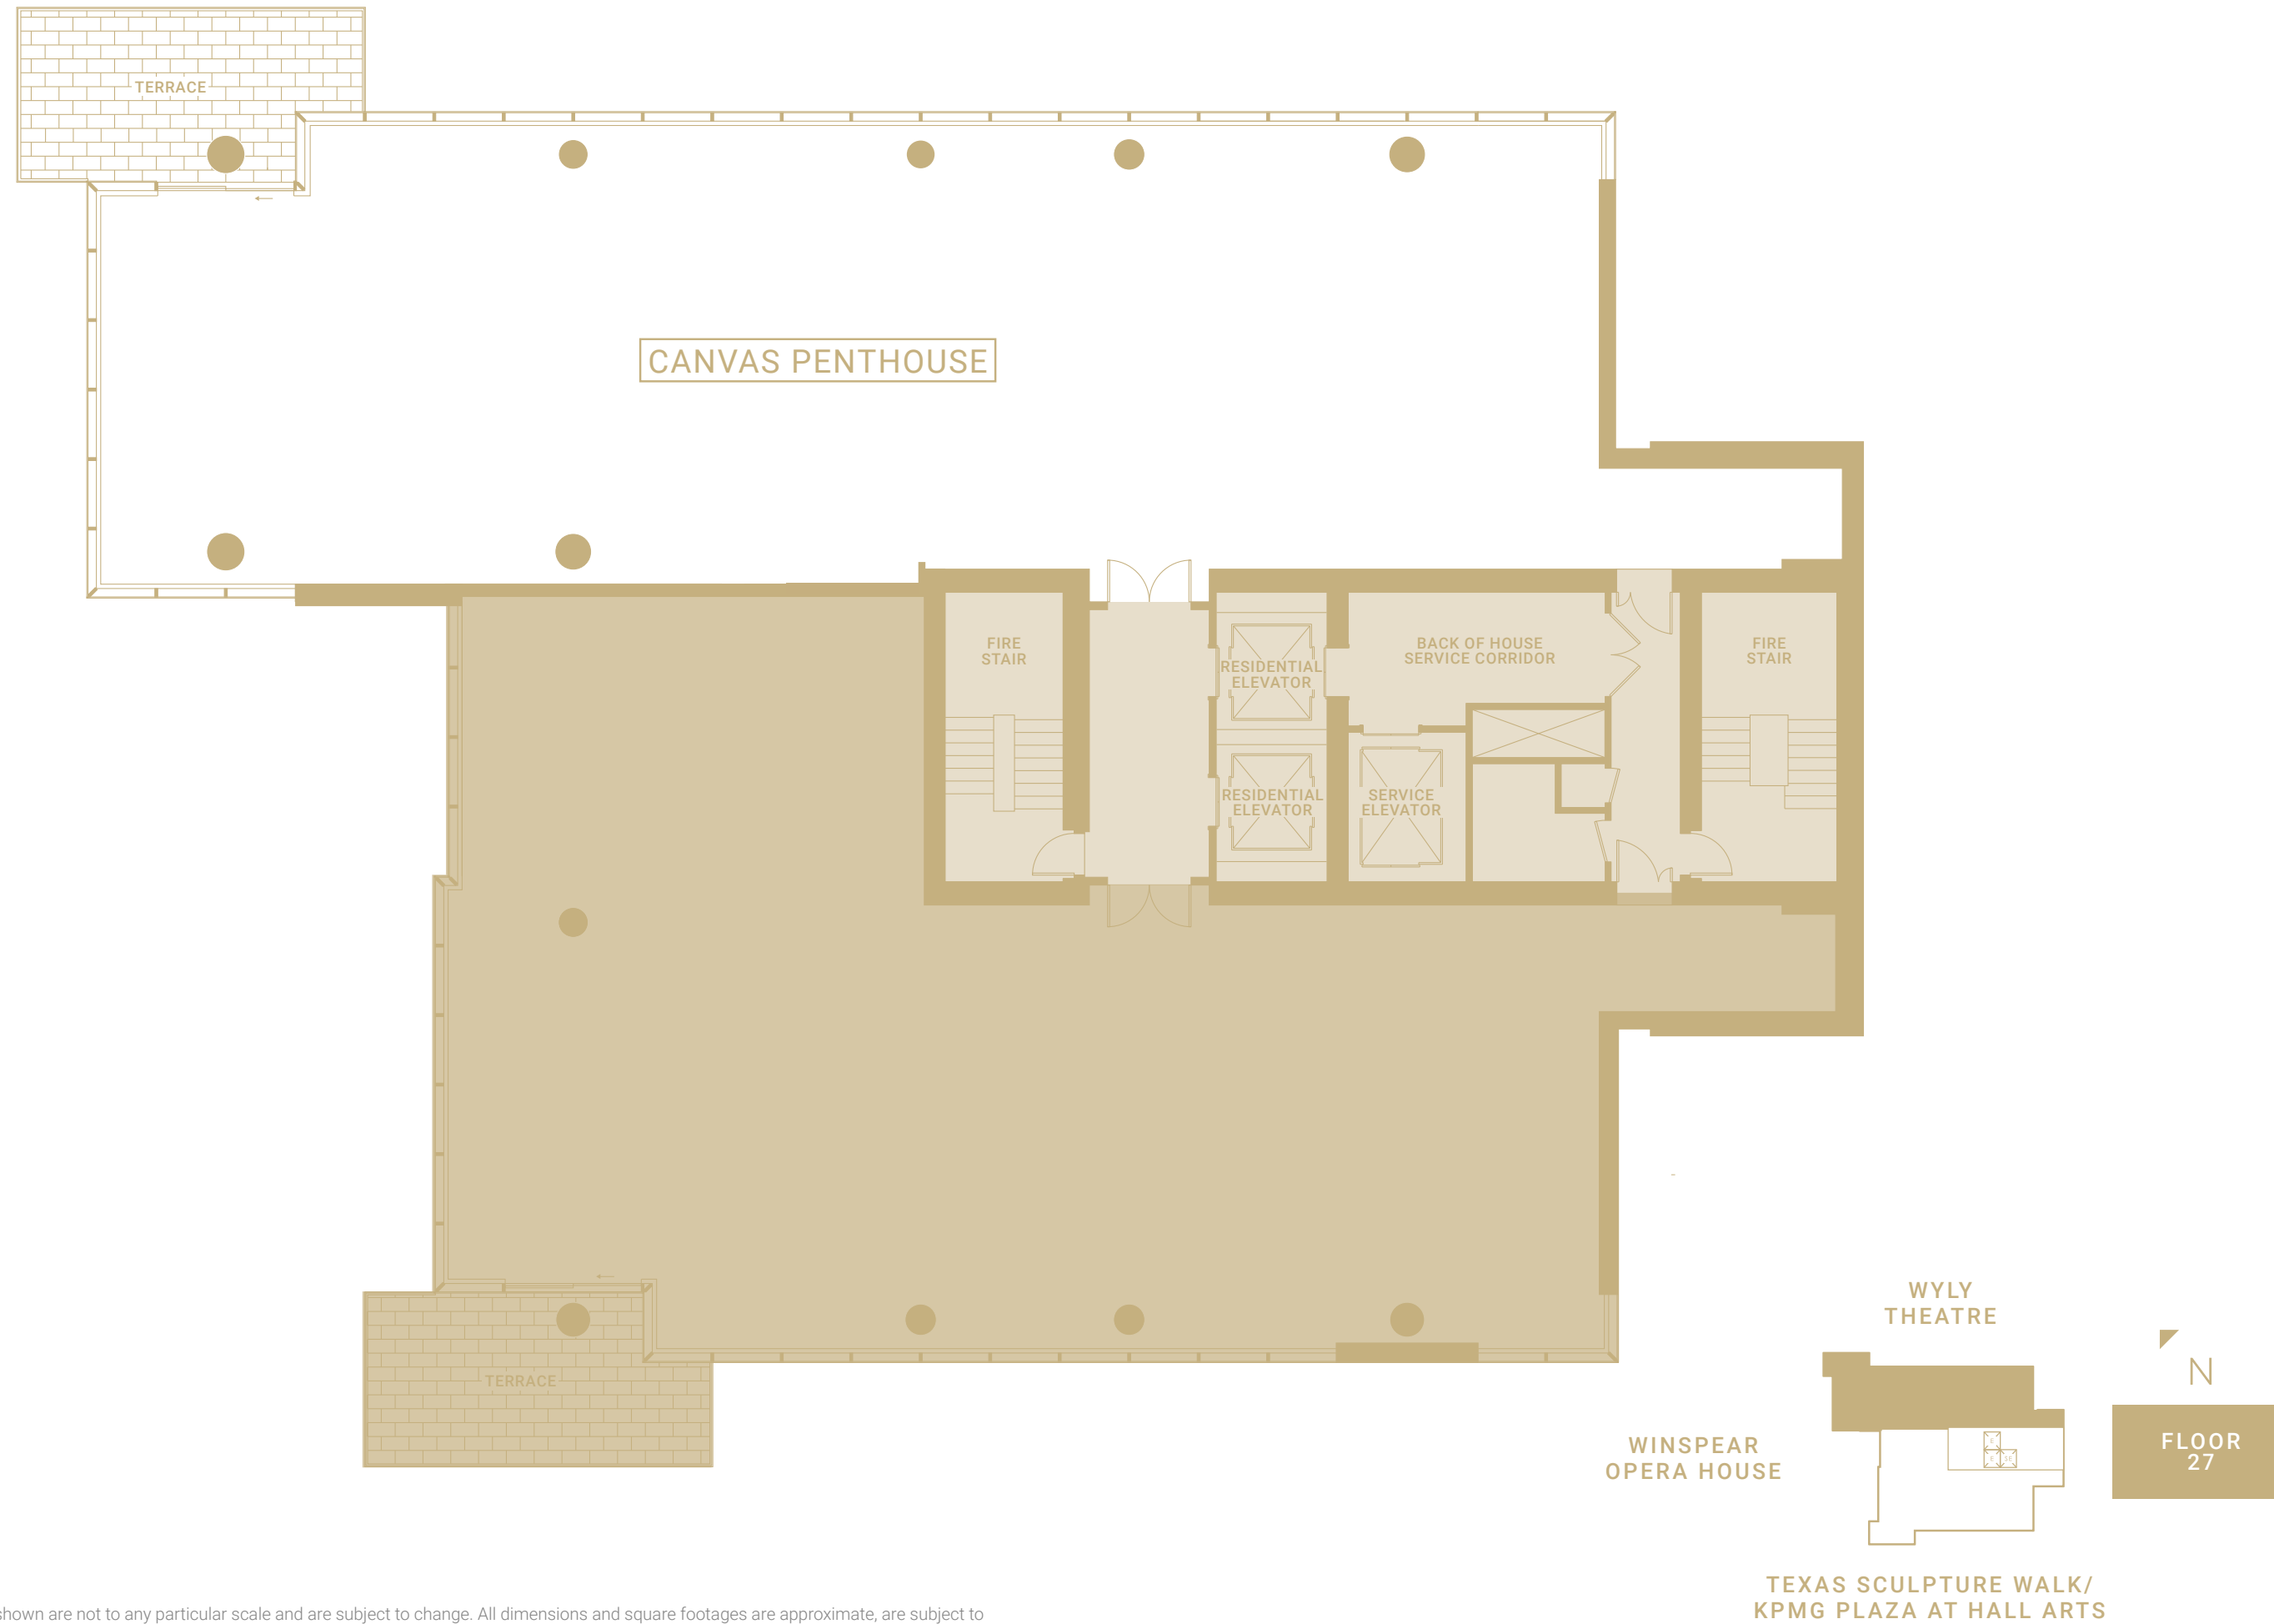 TERRACE
CANVAS PENTHOUSE
FIRE
STAIR
RESIDENTIAL
ELEVATOR
BACK OF HOUSE
SERVICE CORRIDOR
FIRE
STAIR
RESIDENTIAL
ELEVATOR
SERVICE
ELEVATOR
TERRACE
WYLY
THEATRE
N
WINSPEAR
OPERA HOUSE
E
E
SE
FLOOR
27
TEXAS SCULPTURE WALK/
KPMG PLAZA AT HALL ARTS
shown are not to any particular scale and are subject to change. All dimensions and square footages are approximate, are subject to